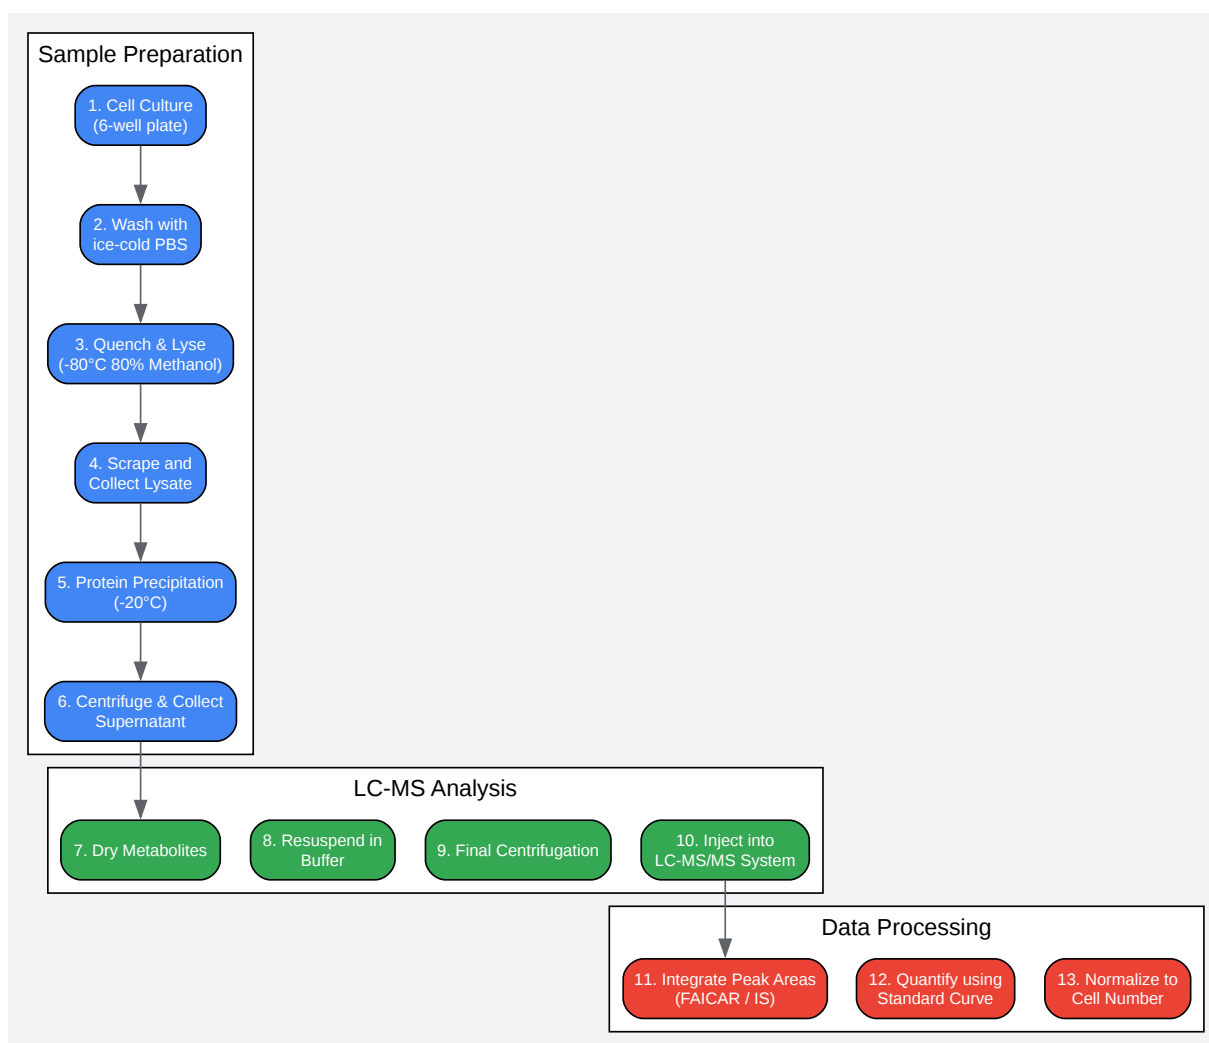 Sample Preparation
1. Cell Culture
(6-well plate)
2. Wash with
ice-cold PBS
3. Quench & Lyse
(-80°C 80% Methanol)
4. Scrape and
Collect Lysate
5. Protein Precipitation
(-20°C)
6. Centrifuge & Collect
Supernatant
LC-MS Analysis
7. Dry Metabolites
8. Resuspend in
Buffer
9. Final Centrifugation
10. Inject into
LC-MS/MS System
Data Processing
11. Integrate Peak Areas
(FAICAR / IS)
12. Quantify using
Standard Curve
13. Normalize to
Cell Number